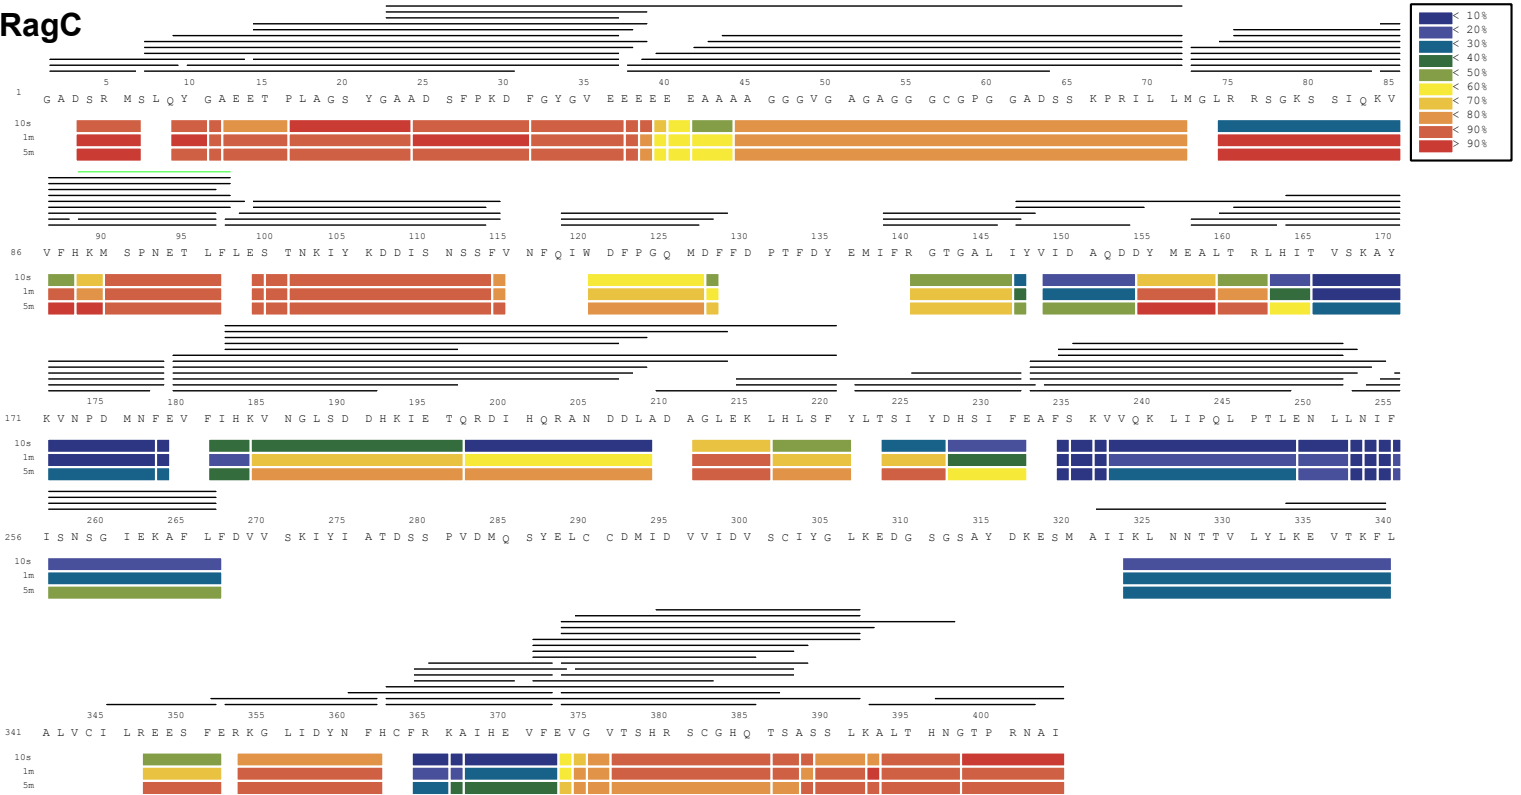 RagC
< 10%
< 20%
< 30%
< 40%
< 50%
< 60%
< 70%
< 80%
< 90%
> 90%
5 10 15 20 25 30 35 40 45 50 55 60 65 70 75 80 85
1 GADSR MSLQY GAEET PLAGS YGAAD SFPKD FGYGV EEEEE EAAAA GGGVG AGAGG GCGPG GADSS KPRIL LMGLR RSGKS SIQKV
10s
1m
5m
90 95 100 105 110 115 120 125 130 135 140 145 150 155 160 165 170
86 VFHKM SPNET LFLES TNKIY KDDIS NSSFV NFQIW DFPGQ MDFFD PTFDY EMIFR GTGAL IYVID AQDDY MEALT RLHIT VSKAY
10s
1m
5m
175 180 185 190 195 200 205 210 215 220 225 230 235 240 245 250 255
171 KVNPD MNFEV FIHKV NGLSD DHKIE TQRDI HQRAN DDLAD AGLEK LHLSF YLTSI YDHSI FEAFS KVVQK LIPQL PTLEN LLNIF
10s
1m
5m
260 265 270 275 280 285 290 295 300 305 310 315 320 325 330 335 340
256 ISNSG IEKAF LFDVV SKIYI ATDSS PVDMQ SYELC CDMID VVIDV SCIYG LKEDG SGSAY DKESM AIIKL NNTTV LYLKE VTKFL
10s
1m
5m
345 350 355 360 365 370 375 380 385 390 395 400
341 ALVCI LREES FERKG LIDYN FHCFR KAIHE VFEVG VTSHR SCGHQ TSASS LKALT HNGTP RNAI
10s
1m
5m